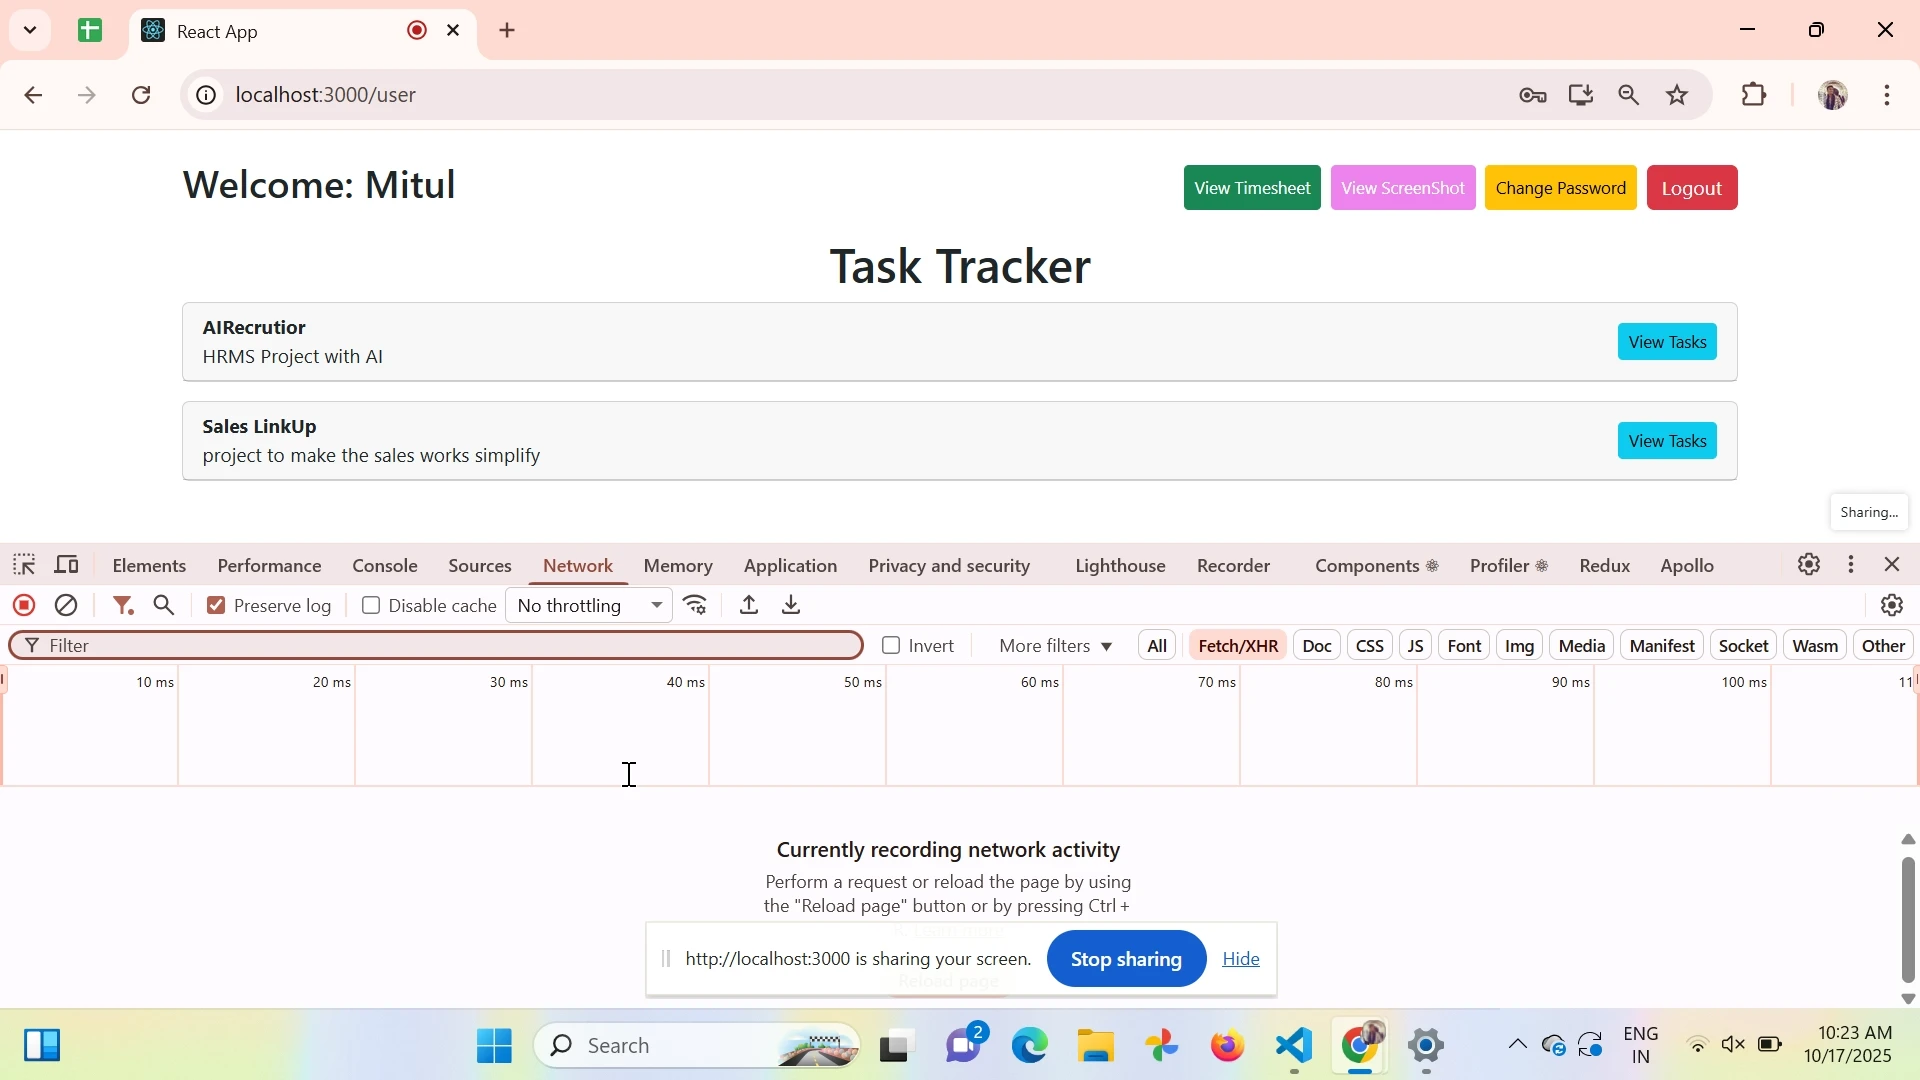 React App
localhost:3000/user
Welcome: Mitul
View Timesheet
View ScreenShot
Change Password
Logout
Task Tracker
AIRecrutior
HRMS Project with AI
View Tasks
Sales LinkUp
project to make the sales works simplify
View Tasks
Sharing...
Elements Performance Console Sources Network Memory Application Privacy and security Lighthouse Recorder Components Profiler Redux Apollo
Preserve log Disable cache No throttling
Filter Invert More filters All Fetch/XHR Doc CSS JS Font Img Media Manifest Socket Wasm Other
10 ms 20 ms 30 ms 40 ms 50 ms 60 ms 70 ms 80 ms 90 ms 100 ms 11
Currently recording network activity
Perform a request or reload the page by using
the "Reload page" button or by pressing Ctrl +
R. Learn more
http://localhost:3000 is sharing your screen. Stop sharing Hide
Reload page
Search
2
ENG
IN
10:23 AM
10/17/2025